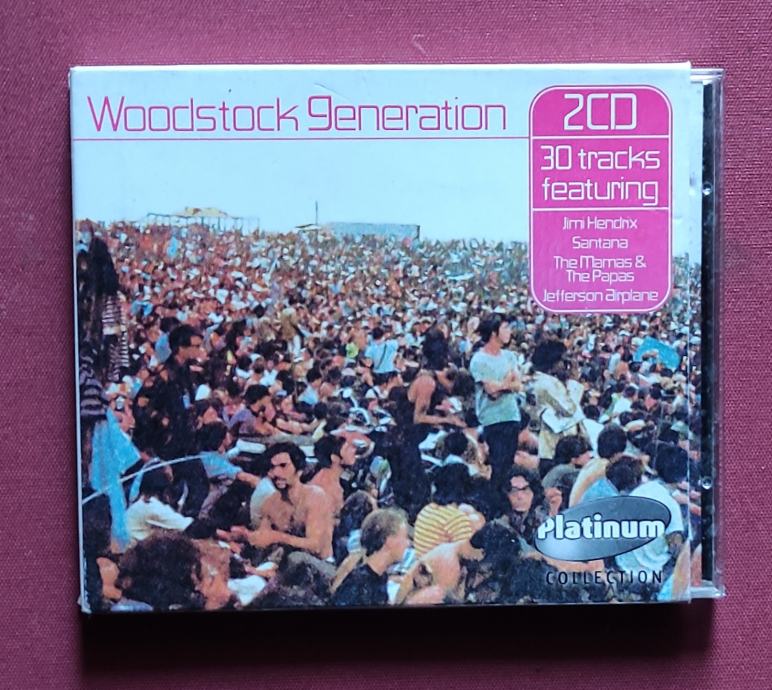 Woodstock generation
2CD
30 tracks
featuring
Jimi Hendrix
Santana
The Mamas &
The Papas
Jefferson Airplane
Platinum
COLLECTION